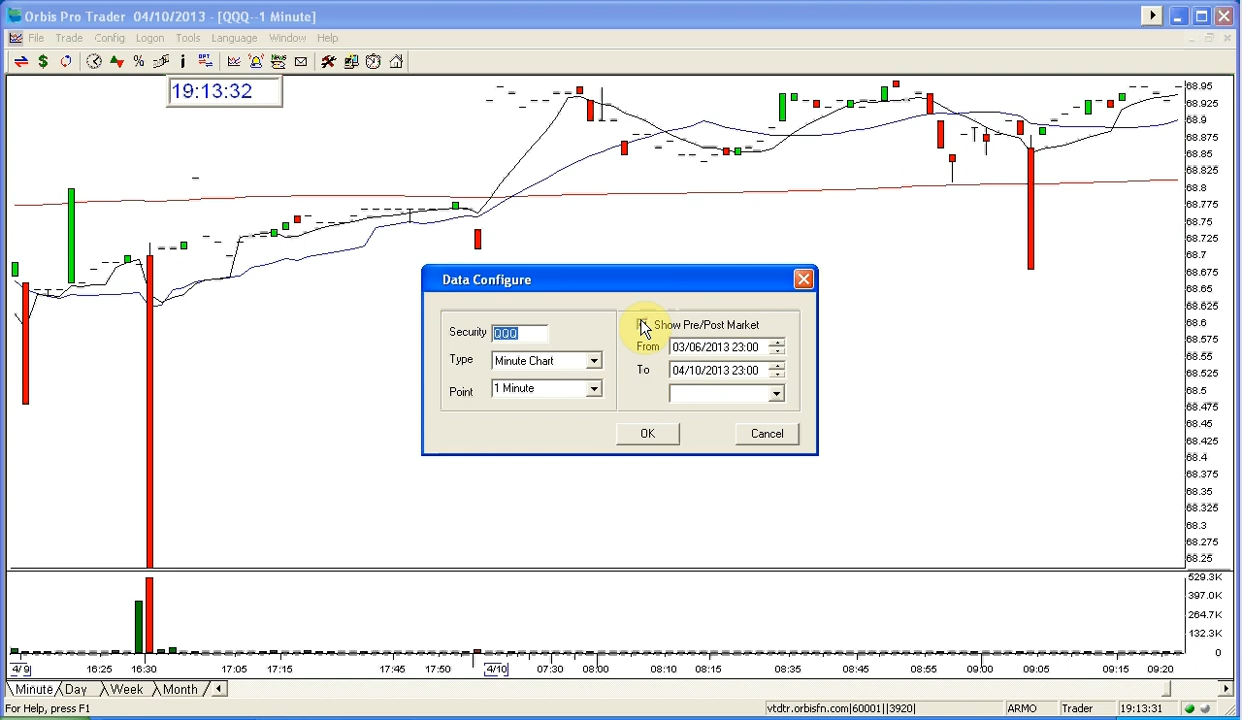 Orbis Pro Trader 04/10/2013 - [QQQ--1 Minute]
File Trade Config Logon Tools Language Window Help
$ % i OPT News
19:13:32
68.95
68.925
68.9
68.875
68.85
68.825
68.8
68.775
68.75
68.725
68.7
68.675
68.65
68.625
68.6
68.575
68.55
68.525
68.5
68.475
68.45
68.425
68.4
68.375
68.35
68.325
68.3
68.275
68.25
Data Configure
Security QQQ
Type Minute Chart
Point 1 Minute
Show Pre/Post Market
From 03/06/2013 23:00
To 04/10/2013 23:00
OK Cancel
529.3K
397.0K
264.7K
132.3K
0
4/9 16:25 16:30 17:05 17:15 17:45 17:50 4/10 07:30 08:00 08:10 08:15 08:35 08:45 08:55 09:00 09:05 09:15 09:20
Minute Day Week Month
For Help, press F1 vtdtr.orbisfn.com|60001||3920| ARMO Trader 19:13:31